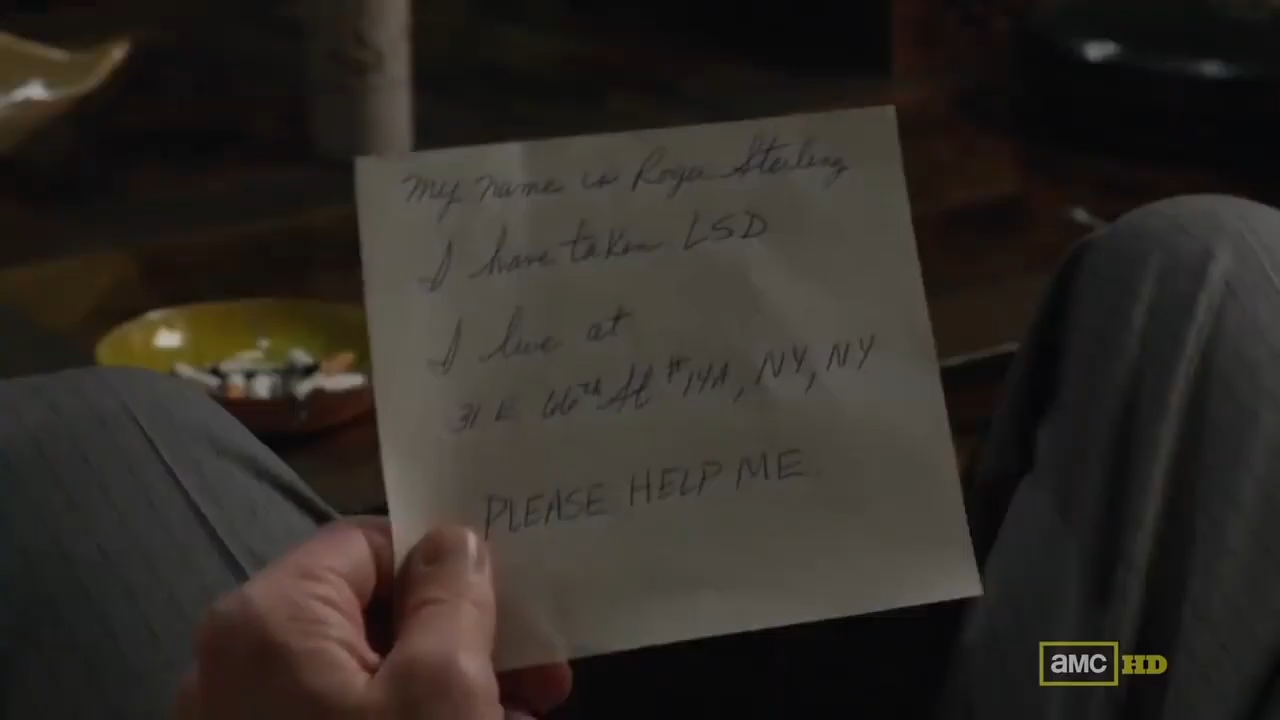 My name is Roger Sterling
I have taken LSD
I live at
31 E 66TH St #14A, NY, NY
PLEASE HELP ME
amc HD